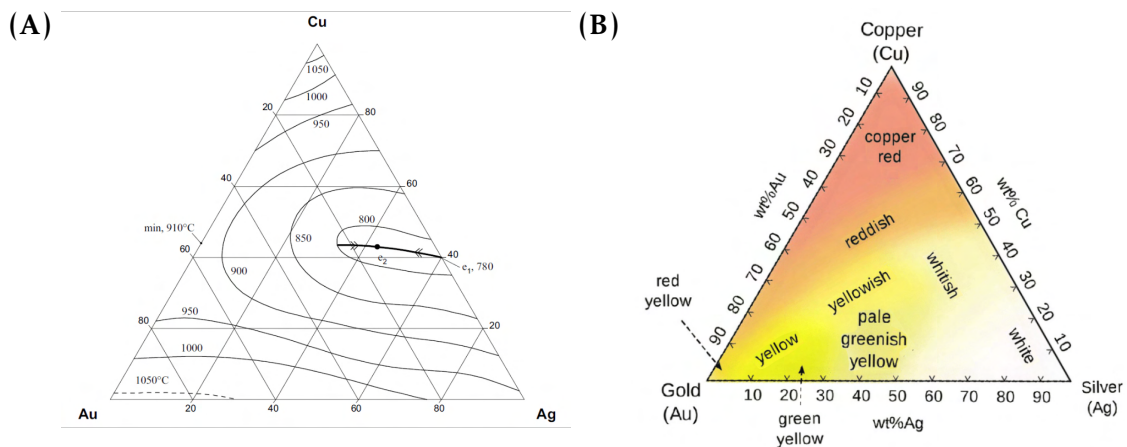 (A)
Cu
1050
1000
20
80
950
40
60
800
min, 910°C
850
60
40
e2
e1, 780
900
950
80
20
1000
1050°C
Au
20
40
60
80
Ag
(B)
Copper
(Cu)
10
90
20
80
copper
red
30
70
40
60
wt%Au
wt% Cu
50
50
60
40
reddish
70
30
whitish
red
yellow
80
yellowish
20
90
pale
greenish
yellow
yellow
white
10
Gold
(Au)
Silver
(Ag)
10
20
30
40
50
60
70
80
90
green
yellow
wt%Ag